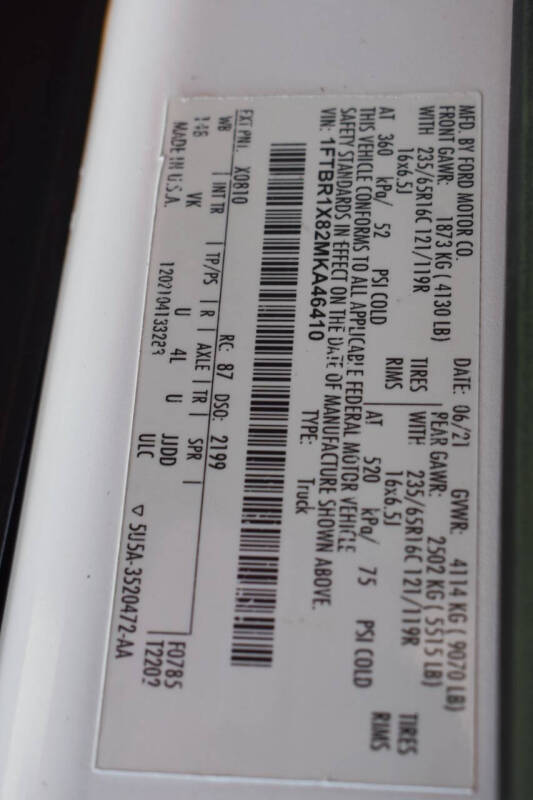 MFD. BY FORD MOTOR CO.
DATE: 06/21 GVWR: 4114 KG ( 9070 LB)
FRONT GAWR: 1873 KG ( 4130 LB) REAR GAWR: 2502 KG ( 5515 LB)
WITH 235/65R16C 121/119R TIRES WITH: 235/65R16C 121/119R TIRES
16x6.5J RIMS 16x6.5J RIMS
AT 360 kPa/ 52 PSI COLD AT 520 kPa/ 75 PSI COLD
THIS VEHICLE CONFORMS TO ALL APPLICABLE FEDERAL MOTOR VEHICLE
SAFETY STANDARDS IN EFFECT ON THE DATE OF MANUFACTURE SHOWN ABOVE.
VIN: 1FTBR1X82MKA46410 TYPE: Truck
EXT PNT: X0810 RC: 87 DSO: 2199 F0785
WB | INT TR | TP/PS | R | AXLE | TR | SPR | T2202
148 VK U 4L U JJDD
MADE IN U.S.A. 1202104133223 ULC ▽ 5U5A-3520472-AA